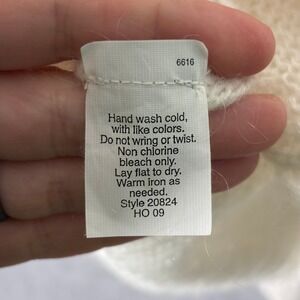 6616
Hand wash cold,
with like colors.
Do not wring or twist.
Non chlorine
bleach only.
Lay flat to dry.
Warm iron as
needed.
Style 20824
HO 09